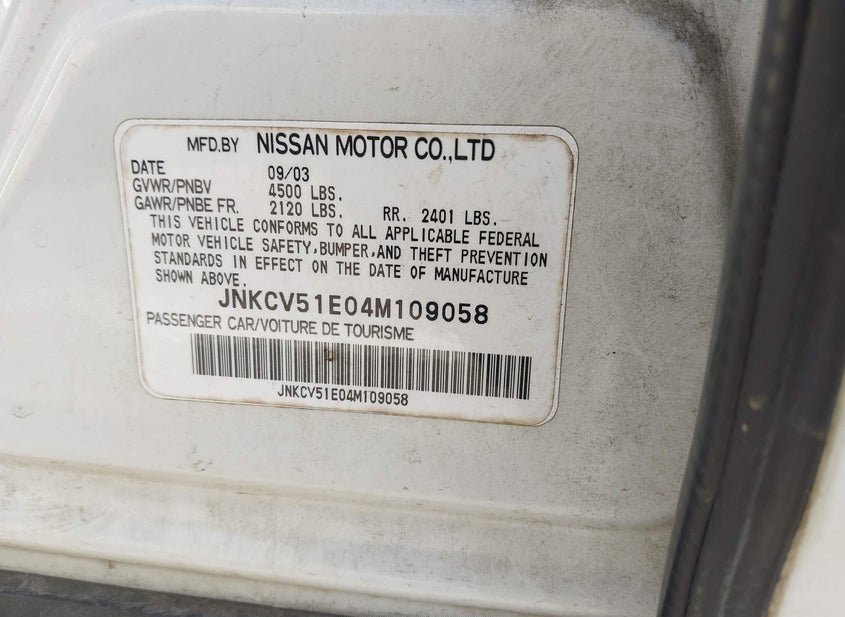 MFD.BY NISSAN MOTOR CO.,LTD
DATE 09/03
GVWR/PNBV 4500 LBS.
GAWR/PNBE FR. 2120 LBS. RR. 2401 LBS.
THIS VEHICLE CONFORMS TO ALL APPLICABLE FEDERAL
MOTOR VEHICLE SAFETY,BUMPER,AND THEFT PREVENTION
STANDARDS IN EFFECT ON THE DATE OF MANUFACTURE
SHOWN ABOVE.
JNKCV51E04M109058
PASSENGER CAR/VOITURE DE TOURISME
JNKCV51E04M109058